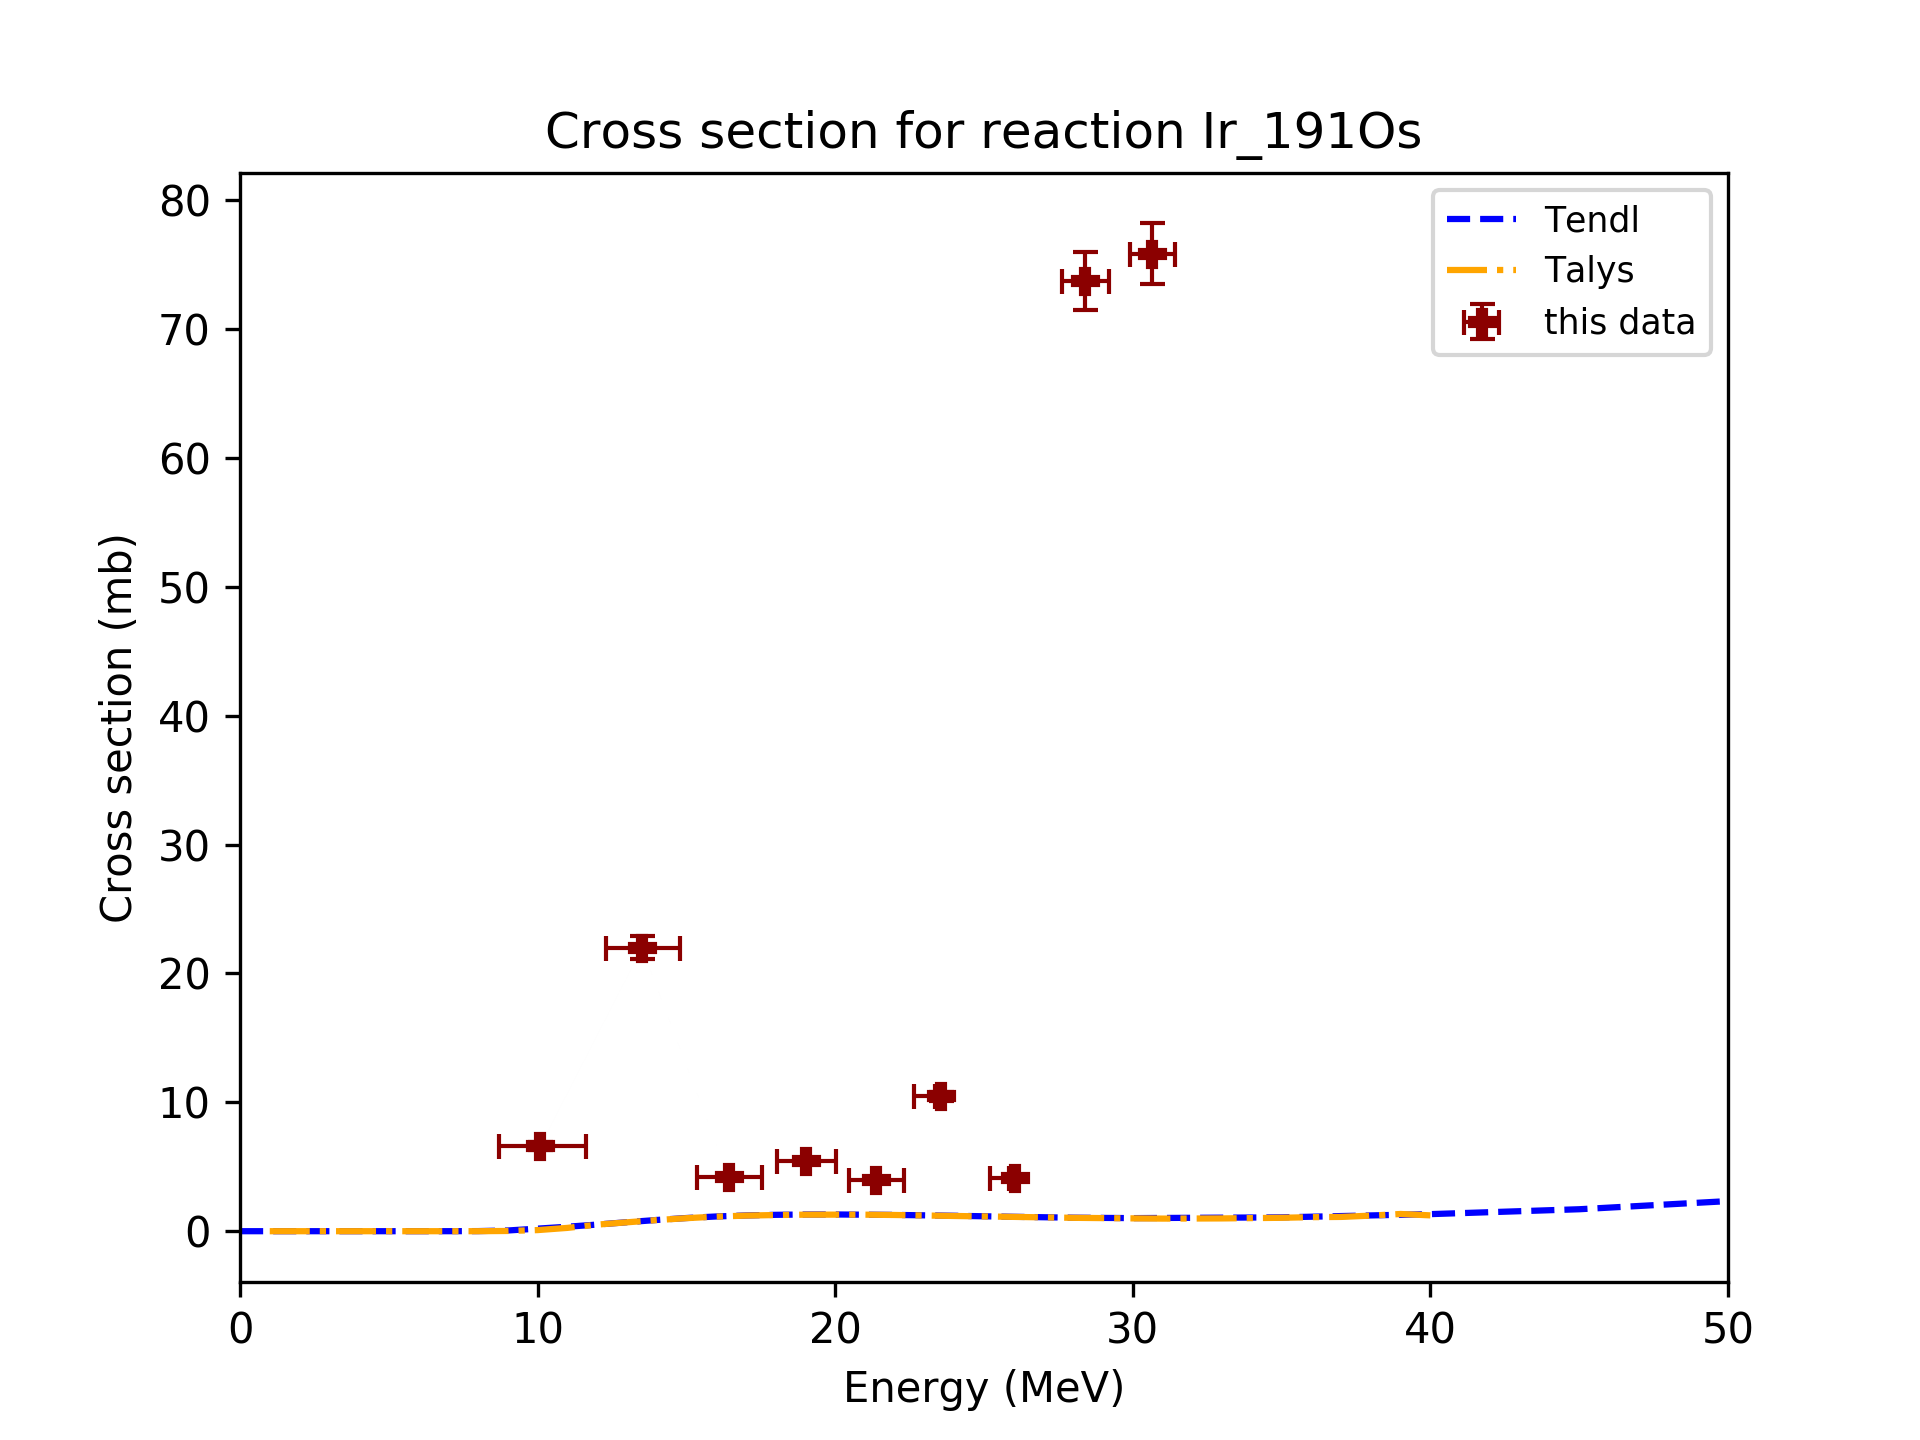 Cross section for reaction Ir_191Os
Tendl
Talys
this data
80
70
60
50
40
30
20
10
0
Cross section (mb)
0 10 20 30 40 50
Energy (MeV)